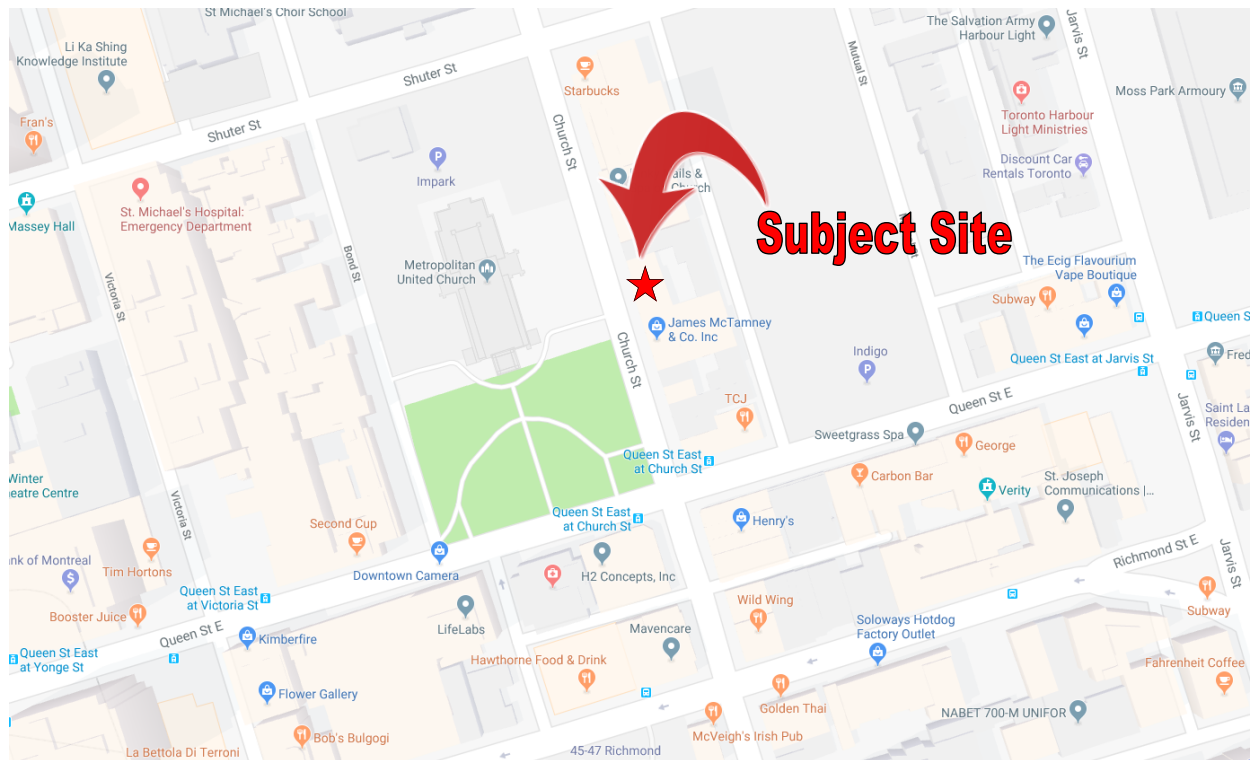 St Michael's Choir School
The Salvation Army
Harbour Light
Jarvis St
Li Ka Shing
Knowledge Institute
Shuter St
Mutual St
Starbucks
Moss Park Armoury
Fran's
Shuter St
Church St
Toronto Harbour
Light Ministries
P
Impark
Discount Car
Rentals Toronto
ails &
Church
St. Michael's Hospital:
Emergency Department
Massey Hall
Subject Site
Bond St
Victoria St
Metropolitan
United Church
The Ecig Flavourium
Vape Boutique
Subway
James McTamney
& Co. Inc
Queen S
Church St
Indigo
P
Queen St East at Jarvis St
Fred
TCJ
Queen St E
Jarvis St
Saint La
Residen
Sweetgrass Spa
George
Queen St East
at Church St
Carbon Bar
Winter
heatre Centre
Verity
St. Joseph
Communications |...
Victoria St
Queen St East
at Church St
Henry's
Second Cup
Richmond St E
Jarvis St
ank of Montreal
$
Tim Hortons
Downtown Camera
H2 Concepts, Inc
Queen St East
at Victoria St
Booster Juice
Wild Wing
Subway
LifeLabs
Mavencare
Soloways Hotdog
Factory Outlet
Queen St E
Kimberfire
Queen St East
at Yonge St
Hawthorne Food & Drink
Fahrenheit Coffee
Flower Gallery
Golden Thai
NABET 700-M UNIFOR
Bob's Bulgogi
McVeigh's Irish Pub
La Bettola Di Terroni
45-47 Richmond